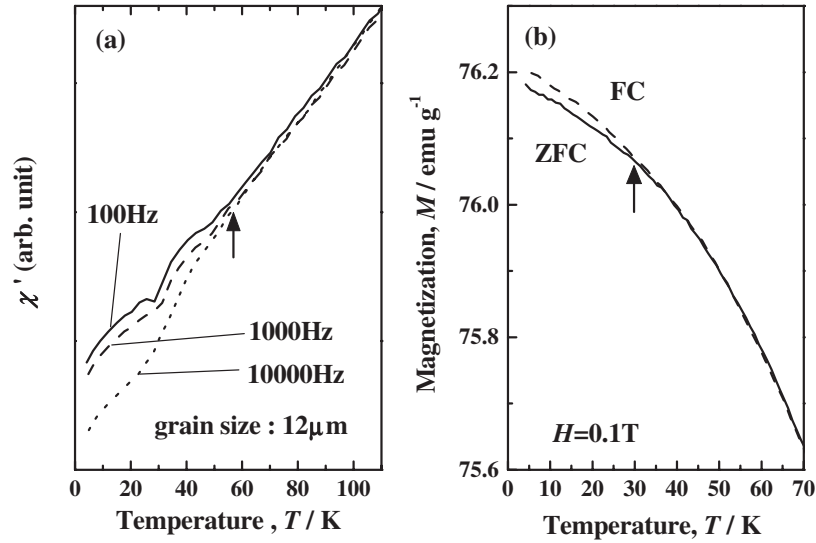 (a)
χ ' (arb. unit)
100Hz
1000Hz
10000Hz
grain size : 12μm
0 20 40 60 80 100
Temperature , T / K
(b)
Magnetization, M / emu g-1
76.2
76.0
75.8
75.6
FC
ZFC
H=0.1T
0 10 20 30 40 50 60 70
Temperature, T / K